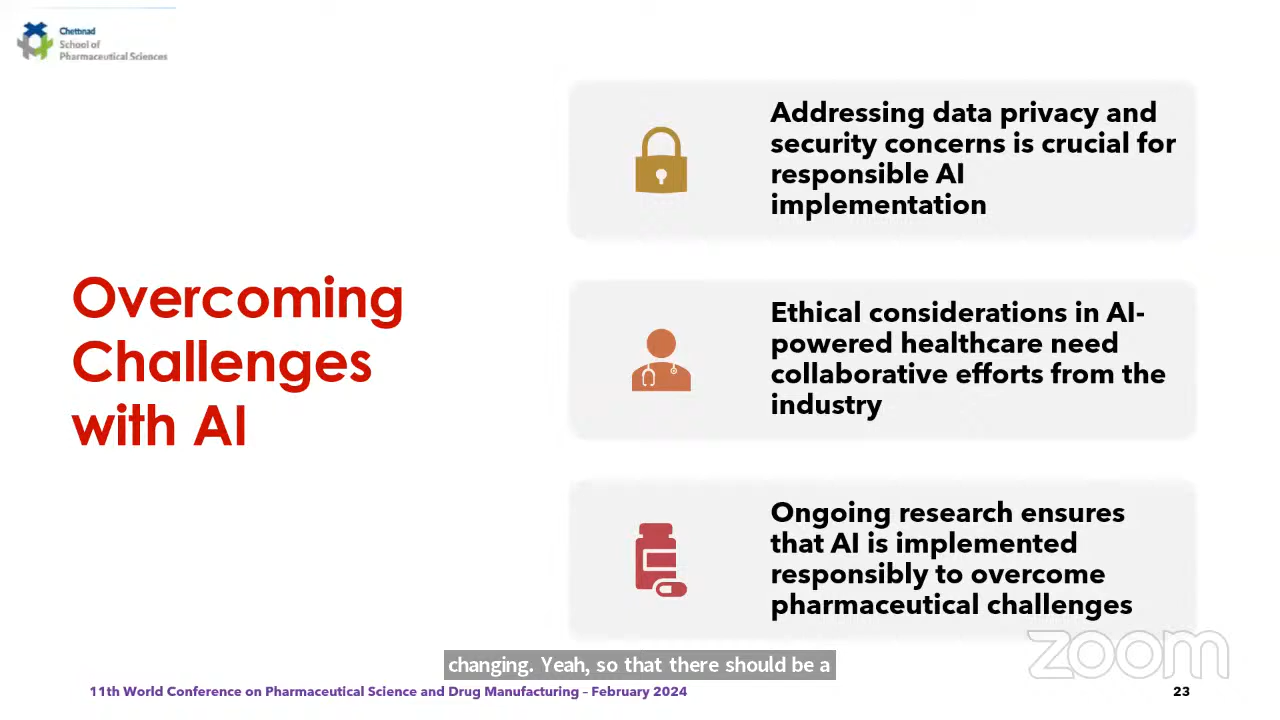 Chettinad
School of
Pharmaceutical Sciences
Overcoming
Challenges
with AI
Addressing data privacy and
security concerns is crucial for
responsible AI
implementation
Ethical considerations in AI-
powered healthcare need
collaborative efforts from the
industry
Ongoing research ensures
that AI is implemented
responsibly to overcome
pharmaceutical challenges
zoom
changing. Yeah, so that there should be a
11th World Conference on Pharmaceutical Science and Drug Manufacturing – February 2024
23